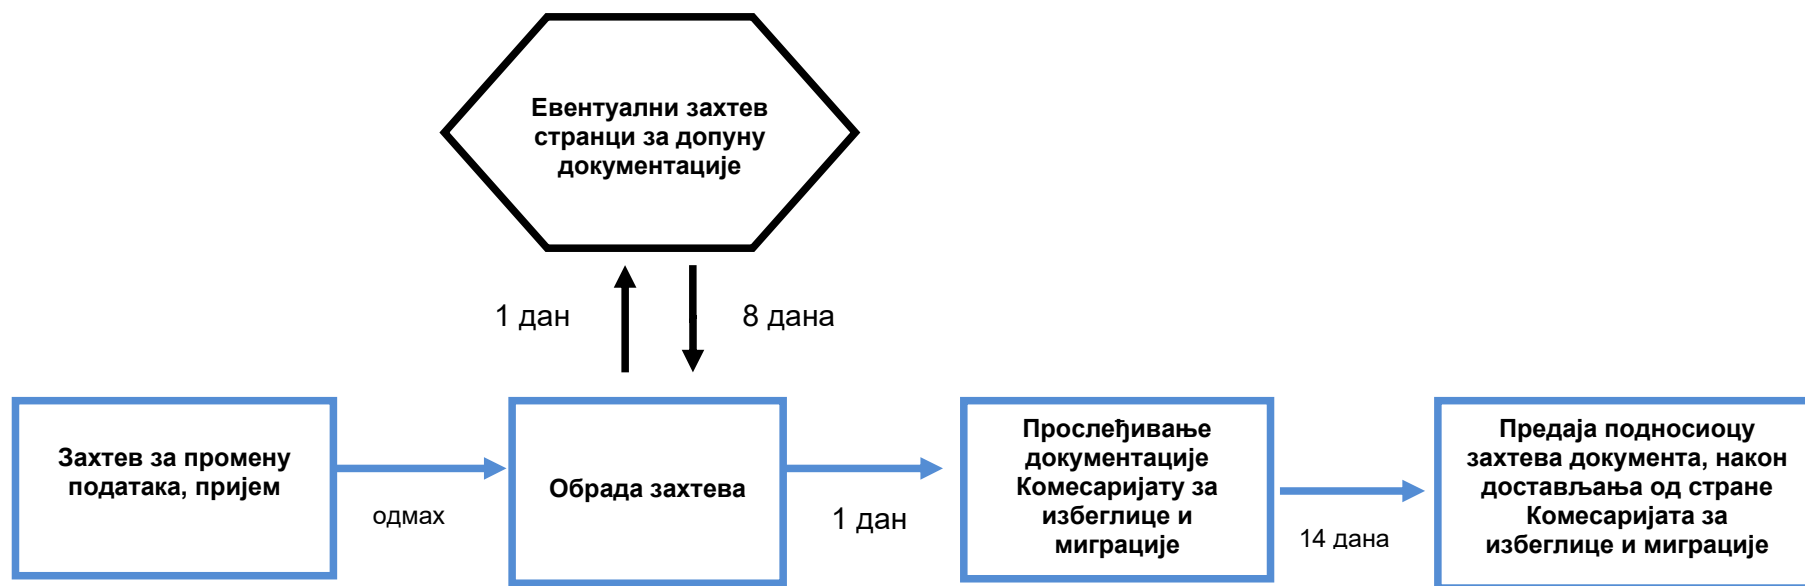 Евентуални захтев
странци за допуну
документације
1 дан
8 дана
Захтев за промену
података, пријем
одмах
Обрада захтева
1 дан
Прослеђивање
документације
Комесаријату за
избеглице и
миграције
14 дана
Предаја подносиоцу
захтева документа, након
достављања од стране
Комесаријата за
избеглице и миграције